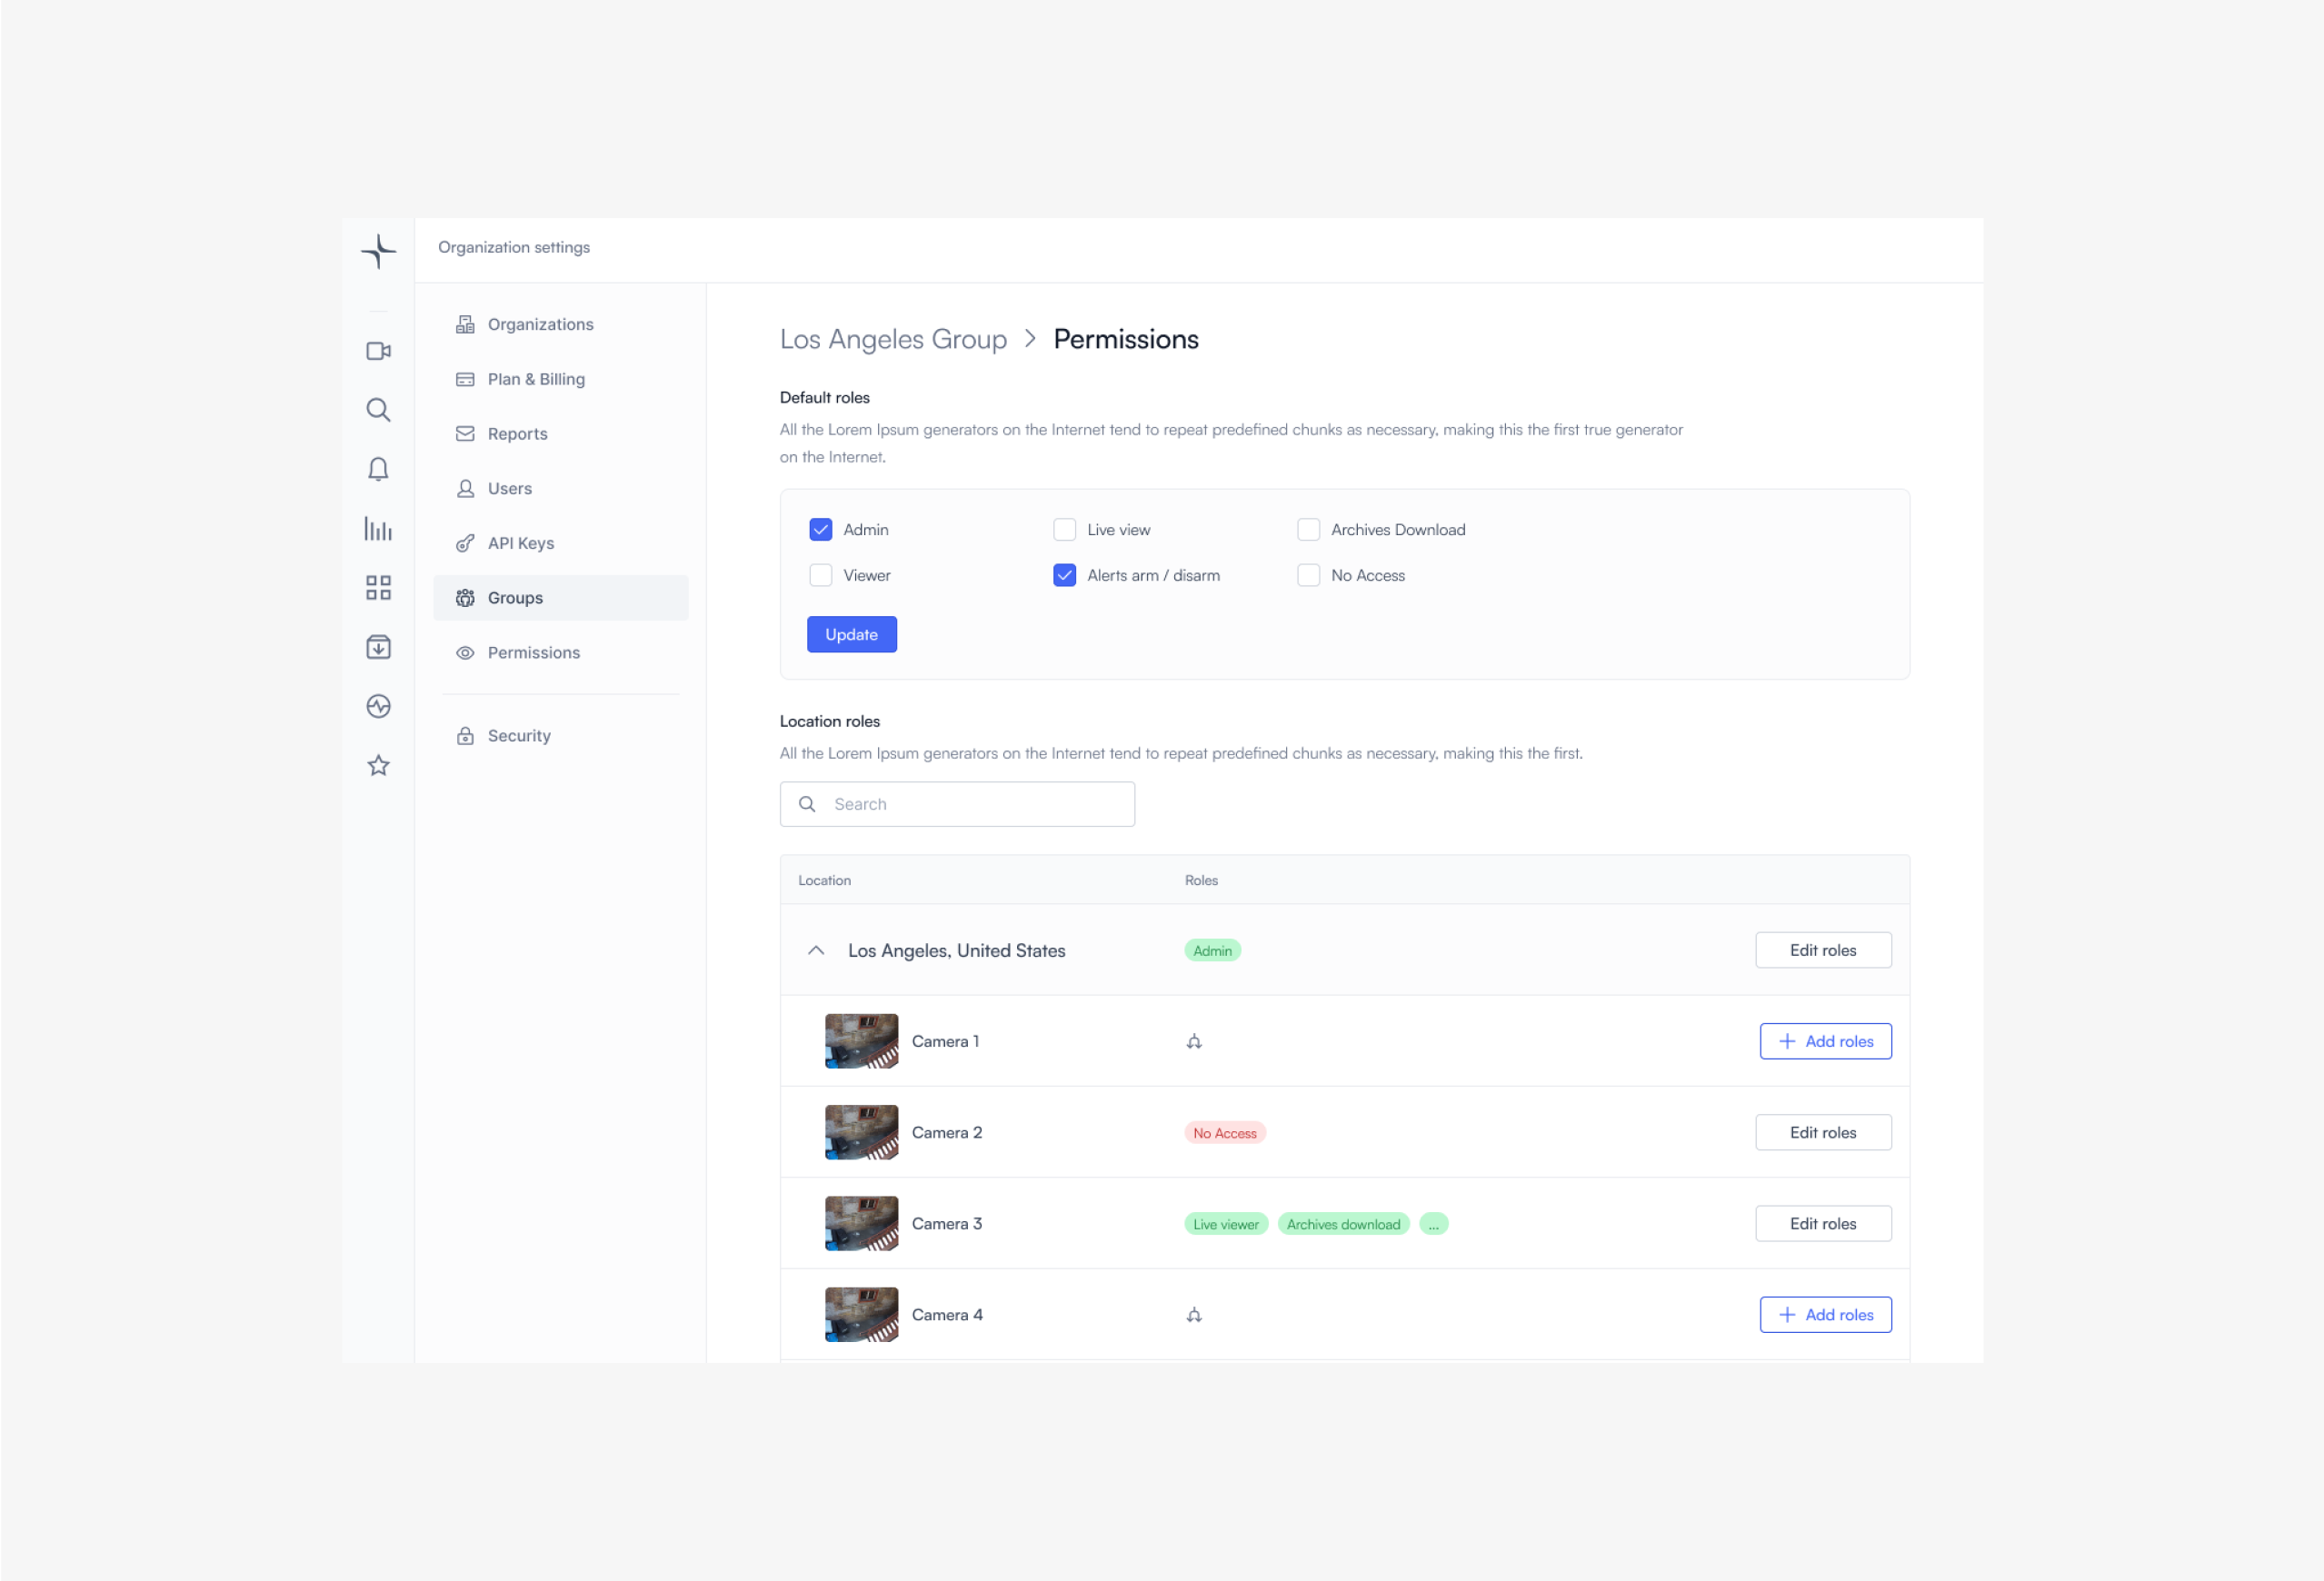 Organization settings
Organizations
Plan & Billing
Reports
Users
API Keys
Groups
Permissions
Security
Los Angeles Group > Permissions
Default roles
All the Lorem Ipsum generators on the Internet tend to repeat predefined chunks as necessary, making this the first true generator
on the Internet.
Admin
Live view
Archives Download
Viewer
Alerts arm / disarm
No Access
Update
Location roles
All the Lorem Ipsum generators on the Internet tend to repeat predefined chunks as necessary, making this the first.
Search
Location Roles
Los Angeles, United States Admin Edit roles
Camera 1 + Add roles
Camera 2 No Access Edit roles
Camera 3 Live viewer Archives download ... Edit roles
Camera 4 + Add roles